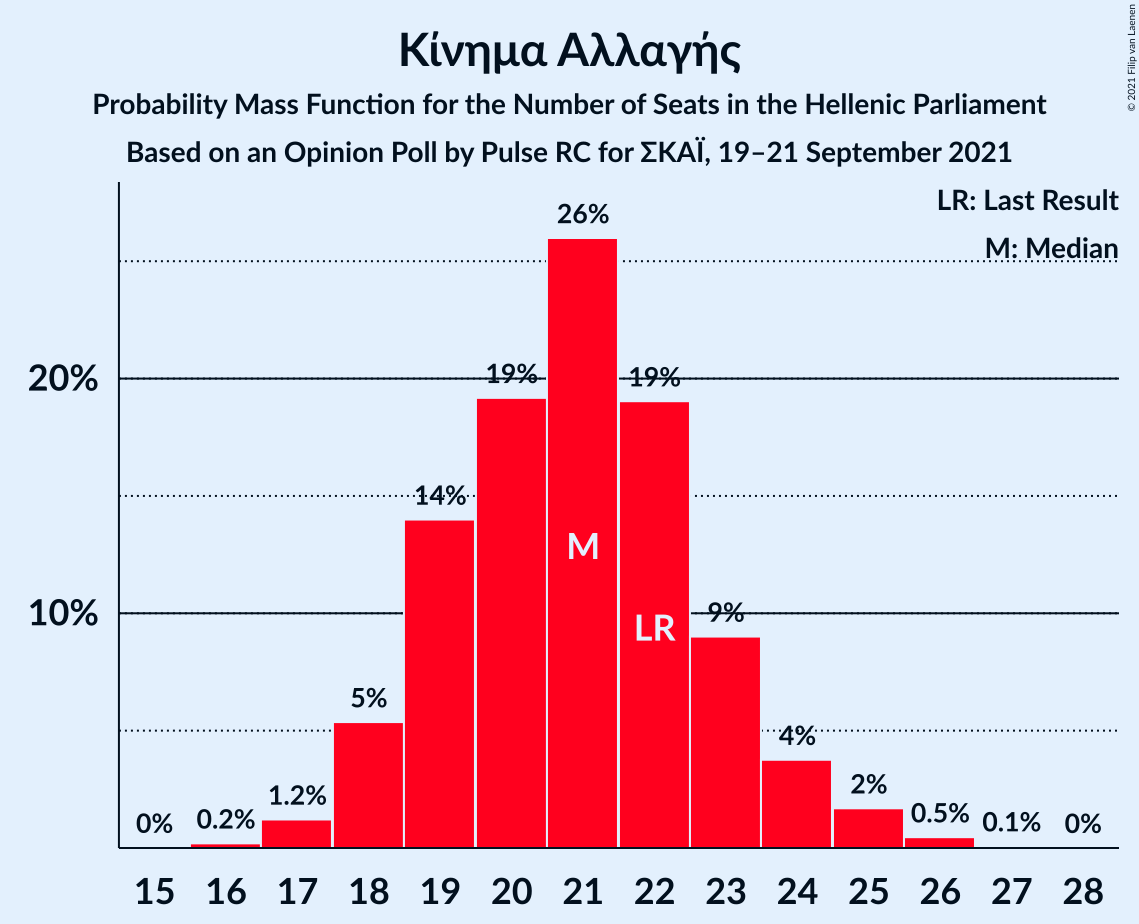 Κίνημα Αλλαγής
Probability Mass Function for the Number of Seats in the Hellenic Parliament
Based on an Opinion Poll by Pulse RC for ΣΚΑΪ, 19–21 September 2021
© 2021 Filip van Laenen
LR: Last Result
M: Median
26%
20%
19%
19%
14%
M
10%
9%
LR
5%
4%
2%
1.2%
0.5%
0.2%
0.1%
0%
0%
15 16 17 18 19 20 21 22 23 24 25 26 27 28